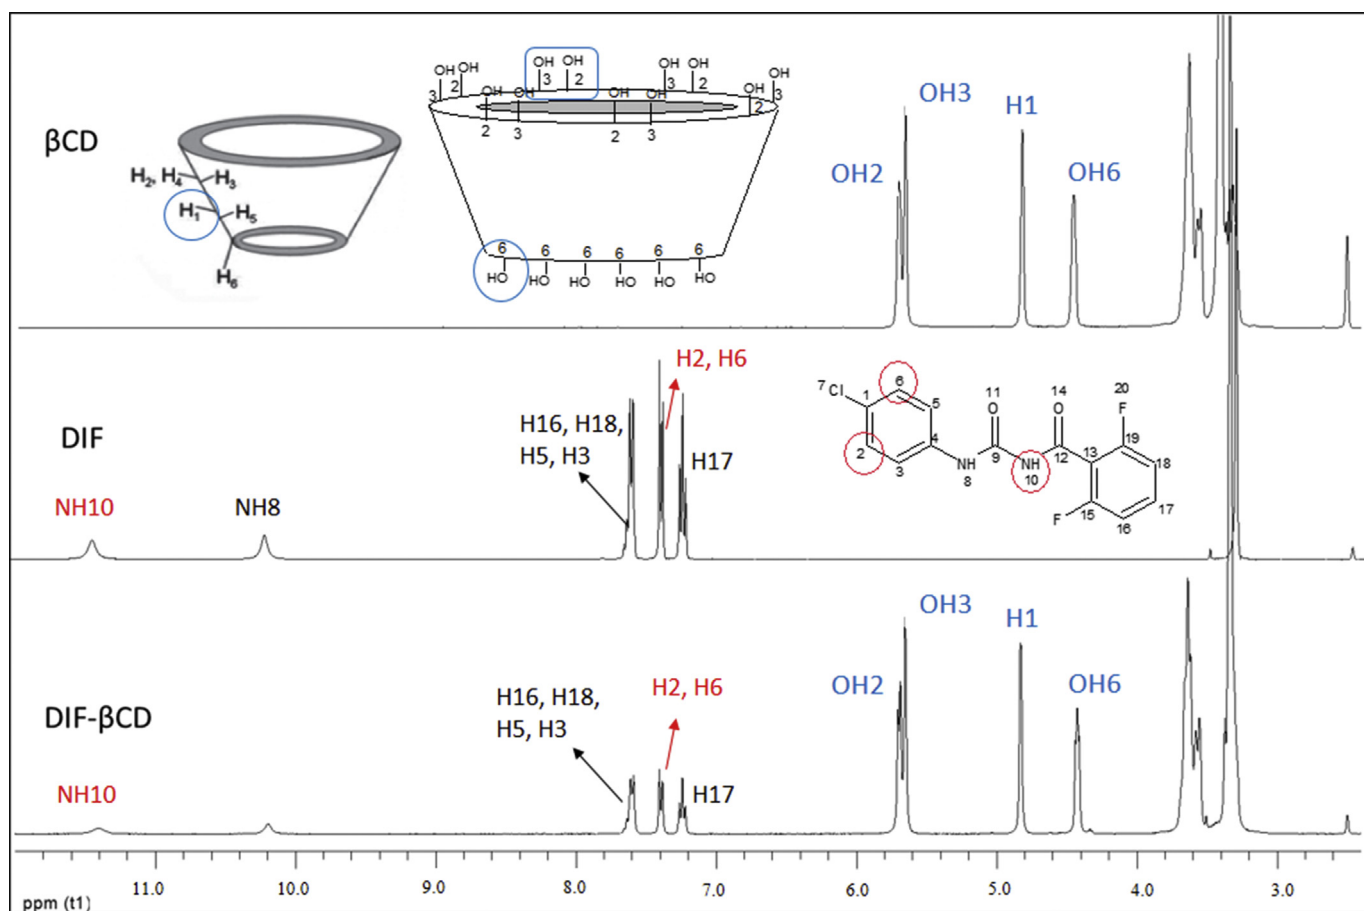 βCD
H2, H4
H3
H1
H5
H6
OH OH OH OH OH OH OH
3 2 3 2 3 2 3
OH OH OH OH OH
2 3 2 3 2
6 6 6 6 6 6
HO HO HO HO HO HO
OH2
OH3
H1
OH6
DIF
NH10
NH8
H16, H18,
H5, H3
H2, H6
H17
7 Cl
1
6
5
2
3
4
NH
8
11
O
9
NH
10
14
O
12
13
20
F
19
18
17
16
15
F
DIF-βCD
NH10
H16, H18,
H5, H3
H2, H6
H17
OH2
OH3
H1
OH6
11.0 10.0 9.0 8.0 7.0 6.0 5.0 4.0 3.0
ppm (t1)